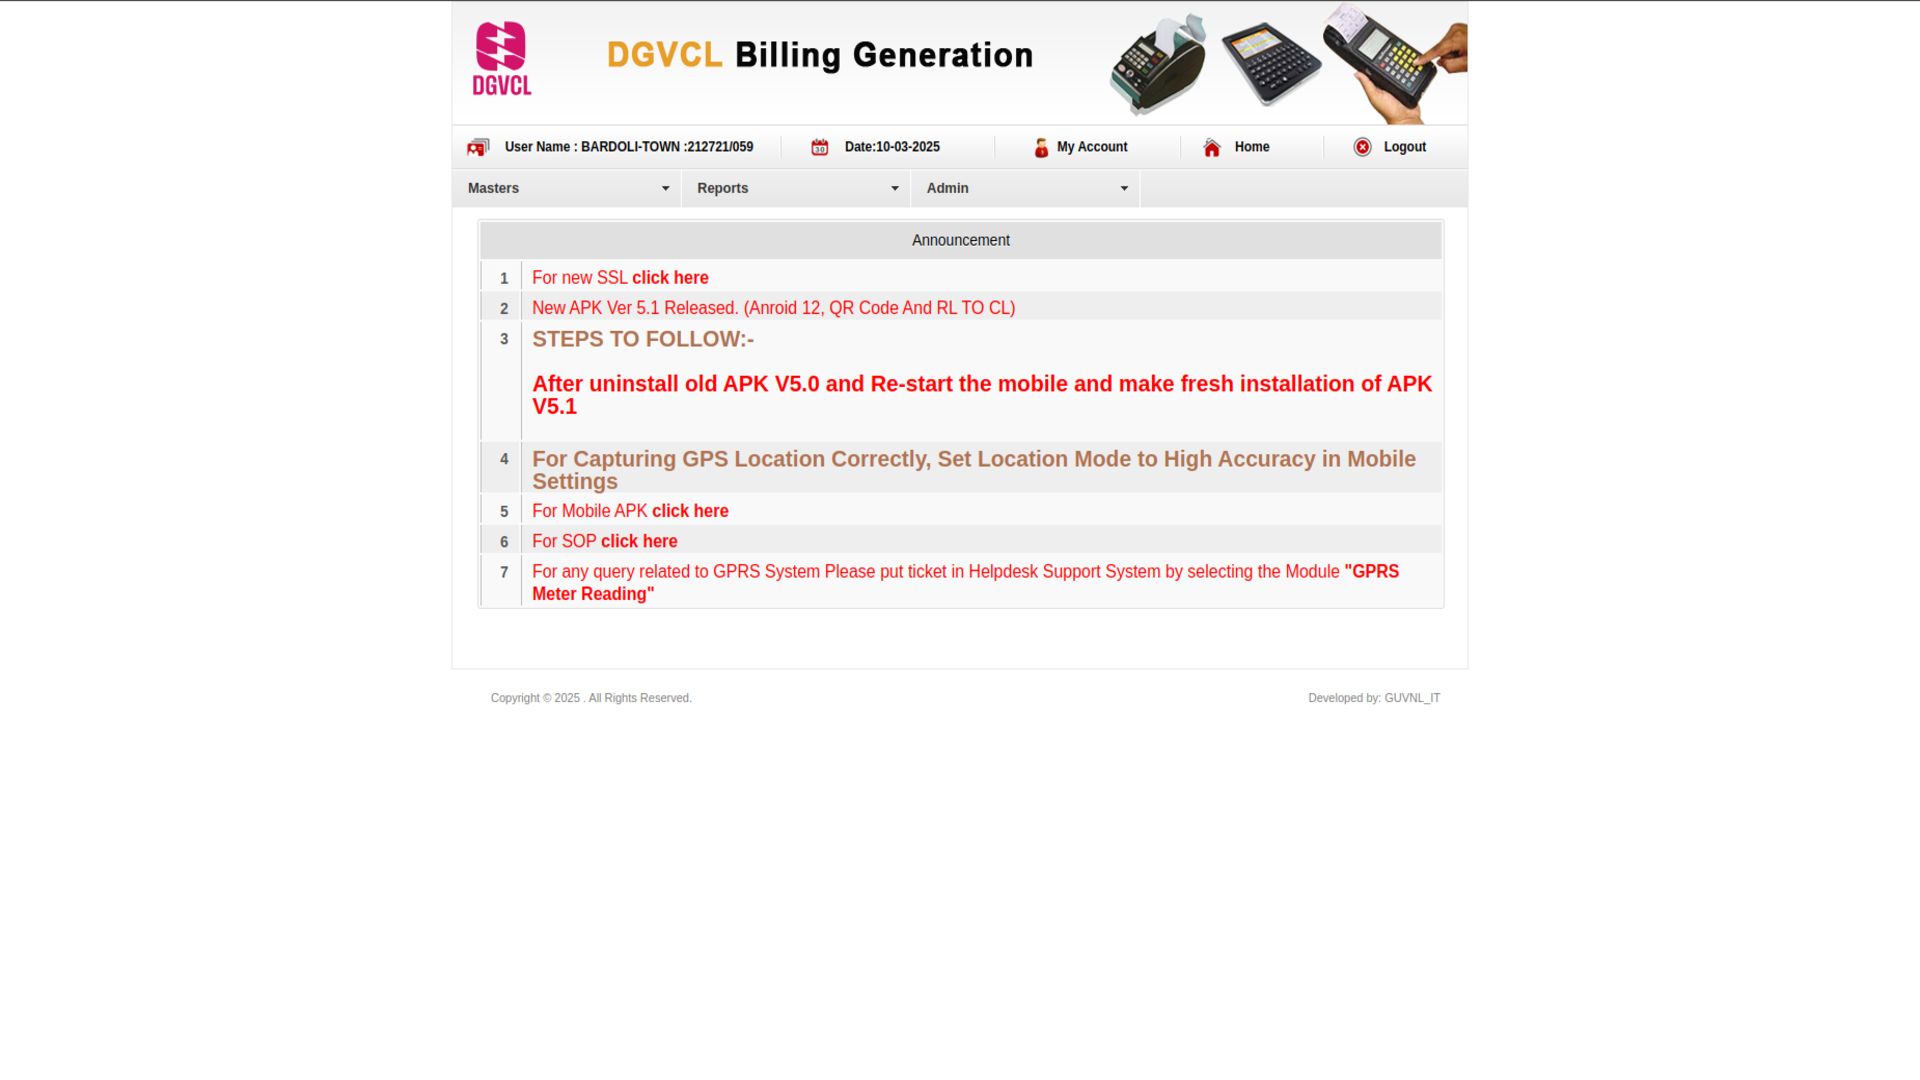 DGVCL
DGVCL Billing Generation
User Name : BARDOLI-TOWN :212721/059
Date:10-03-2025
My Account
Home
Logout
Masters
Reports
Admin
Announcement
1 For new SSL click here
2 New APK Ver 5.1 Released. (Anroid 12, QR Code And RL TO CL)
3 STEPS TO FOLLOW:-
After uninstall old APK V5.0 and Re-start the mobile and make fresh installation of APK
V5.1
4 For Capturing GPS Location Correctly, Set Location Mode to High Accuracy in Mobile
Settings
5 For Mobile APK click here
6 For SOP click here
7 For any query related to GPRS System Please put ticket in Helpdesk Support System by selecting the Module "GPRS
Meter Reading"
Copyright © 2025 . All Rights Reserved.
Developed by: GUVNL_IT